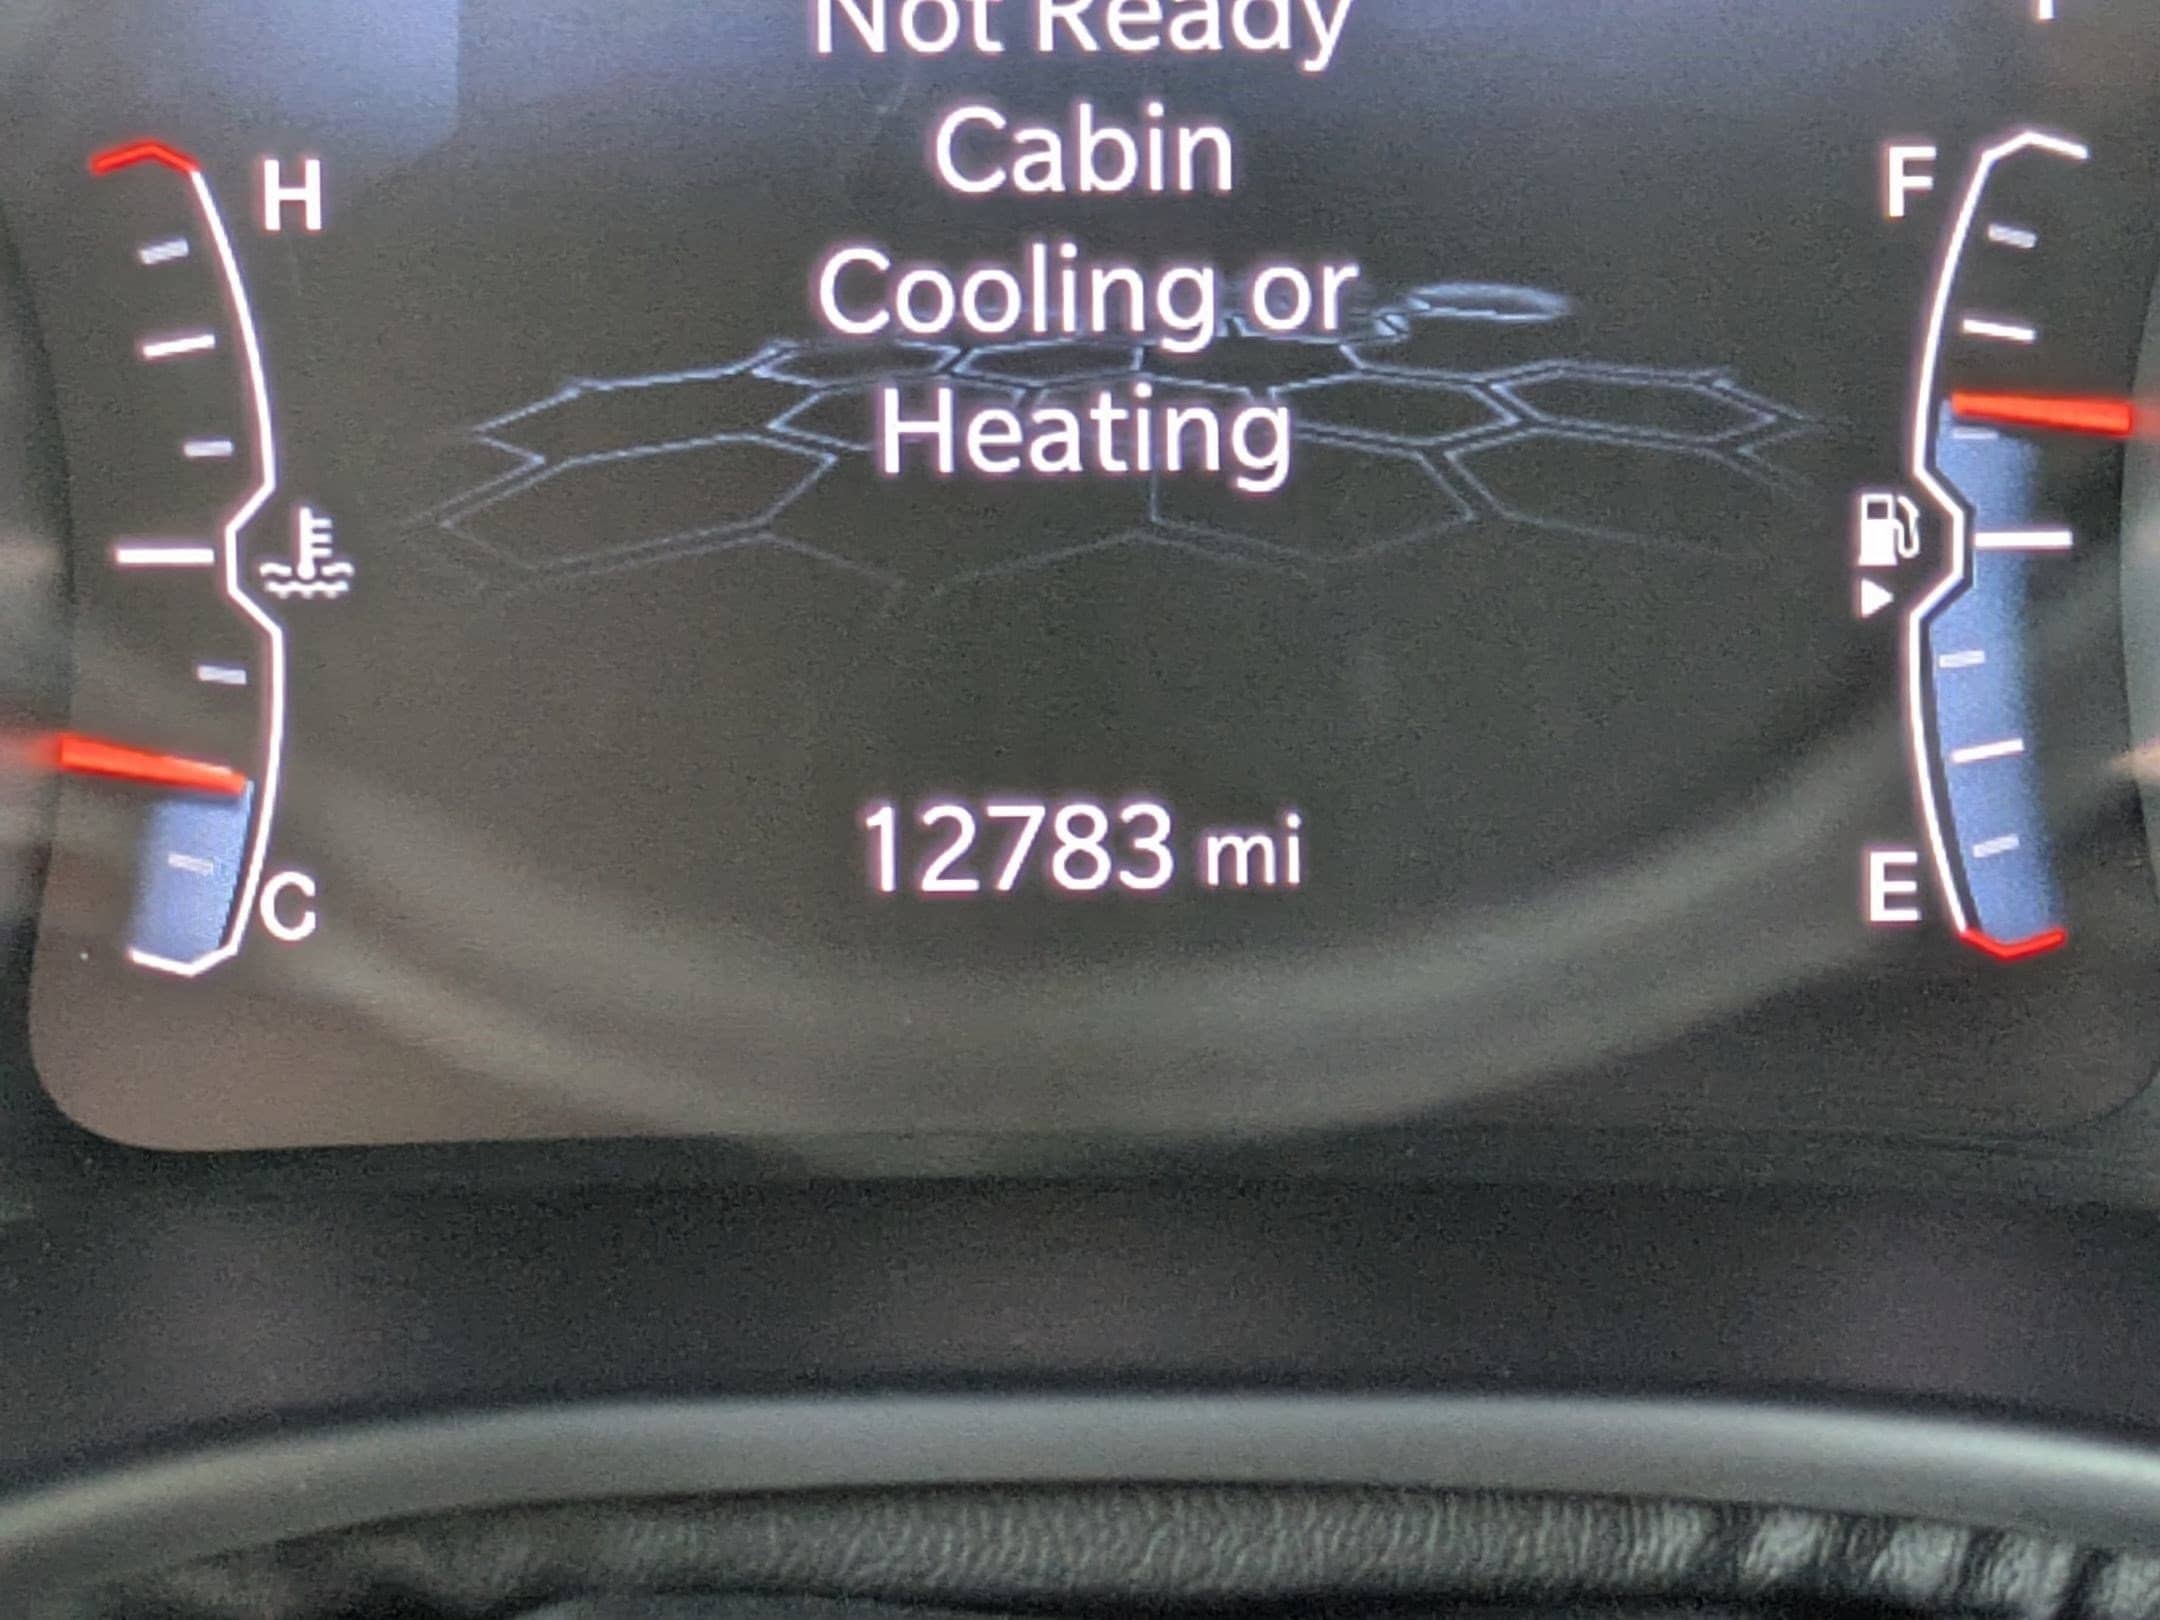 Not Ready
Cabin
H
F
Cooling or
Heating
12783 mi
C
E